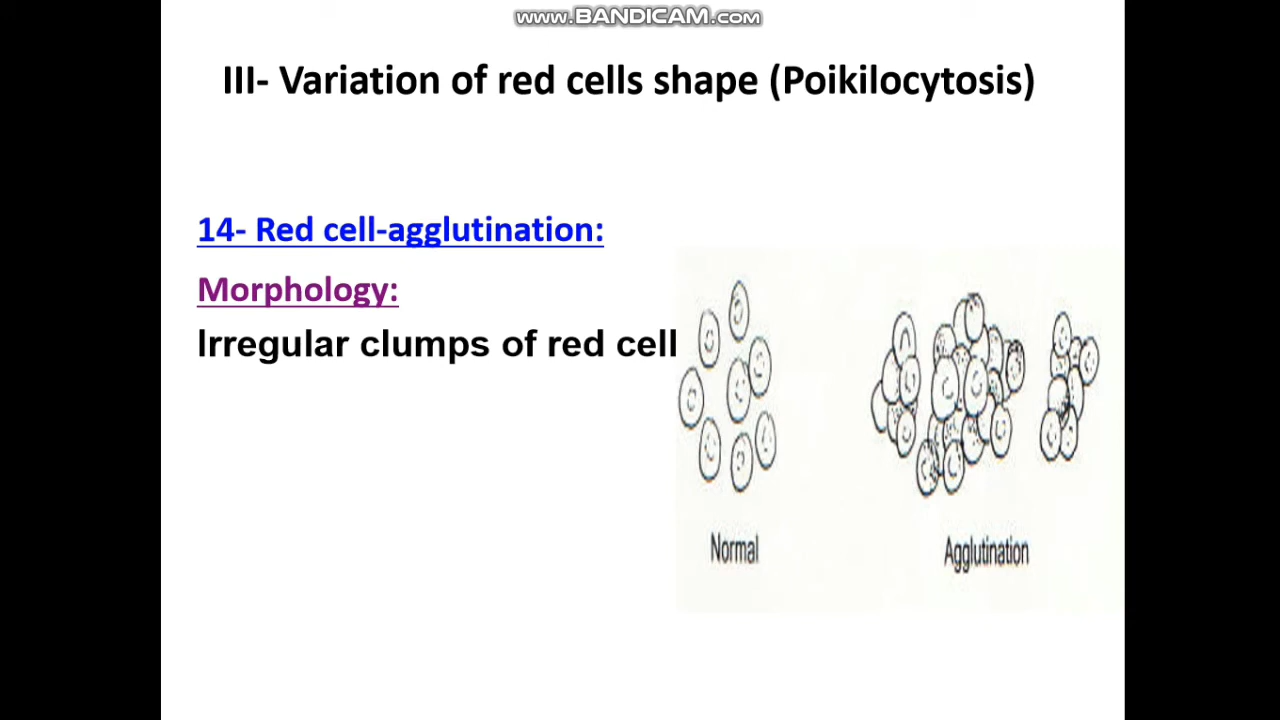 www.BANDICAM.com
III- Variation of red cells shape (Poikilocytosis)
14- Red cell-agglutination:
Morphology:
Irregular clumps of red cell
Normal
Agglutination